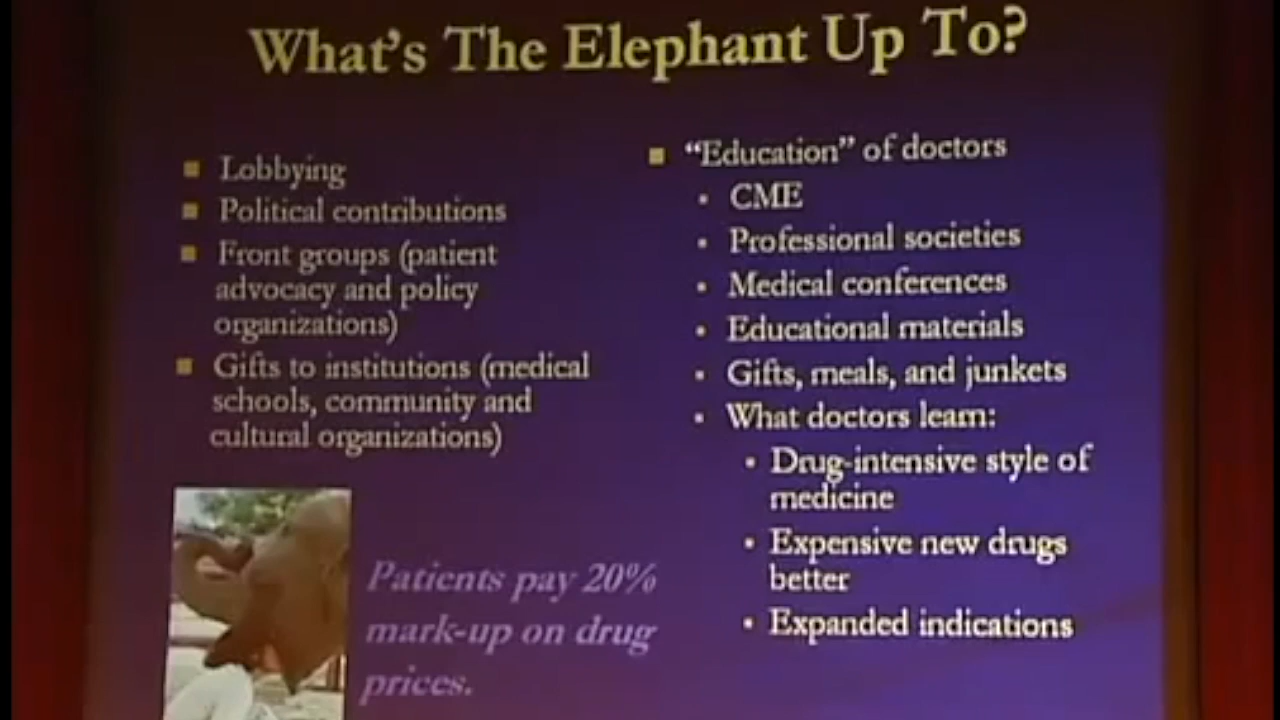 What's The Elephant Up To?
Lobbying
Political contributions
Front groups (patient
advocacy and policy
organizations)
Gifts to institutions (medical
schools, community and
cultural organizations)
Patients pay 20%
mark-up on drug
prices.
“Education” of doctors
CME
Professional societies
Medical conferences
Educational materials
Gifts, meals, and junkets
What doctors learn:
Drug-intensive style of
medicine
Expensive new drugs
better
Expanded indications